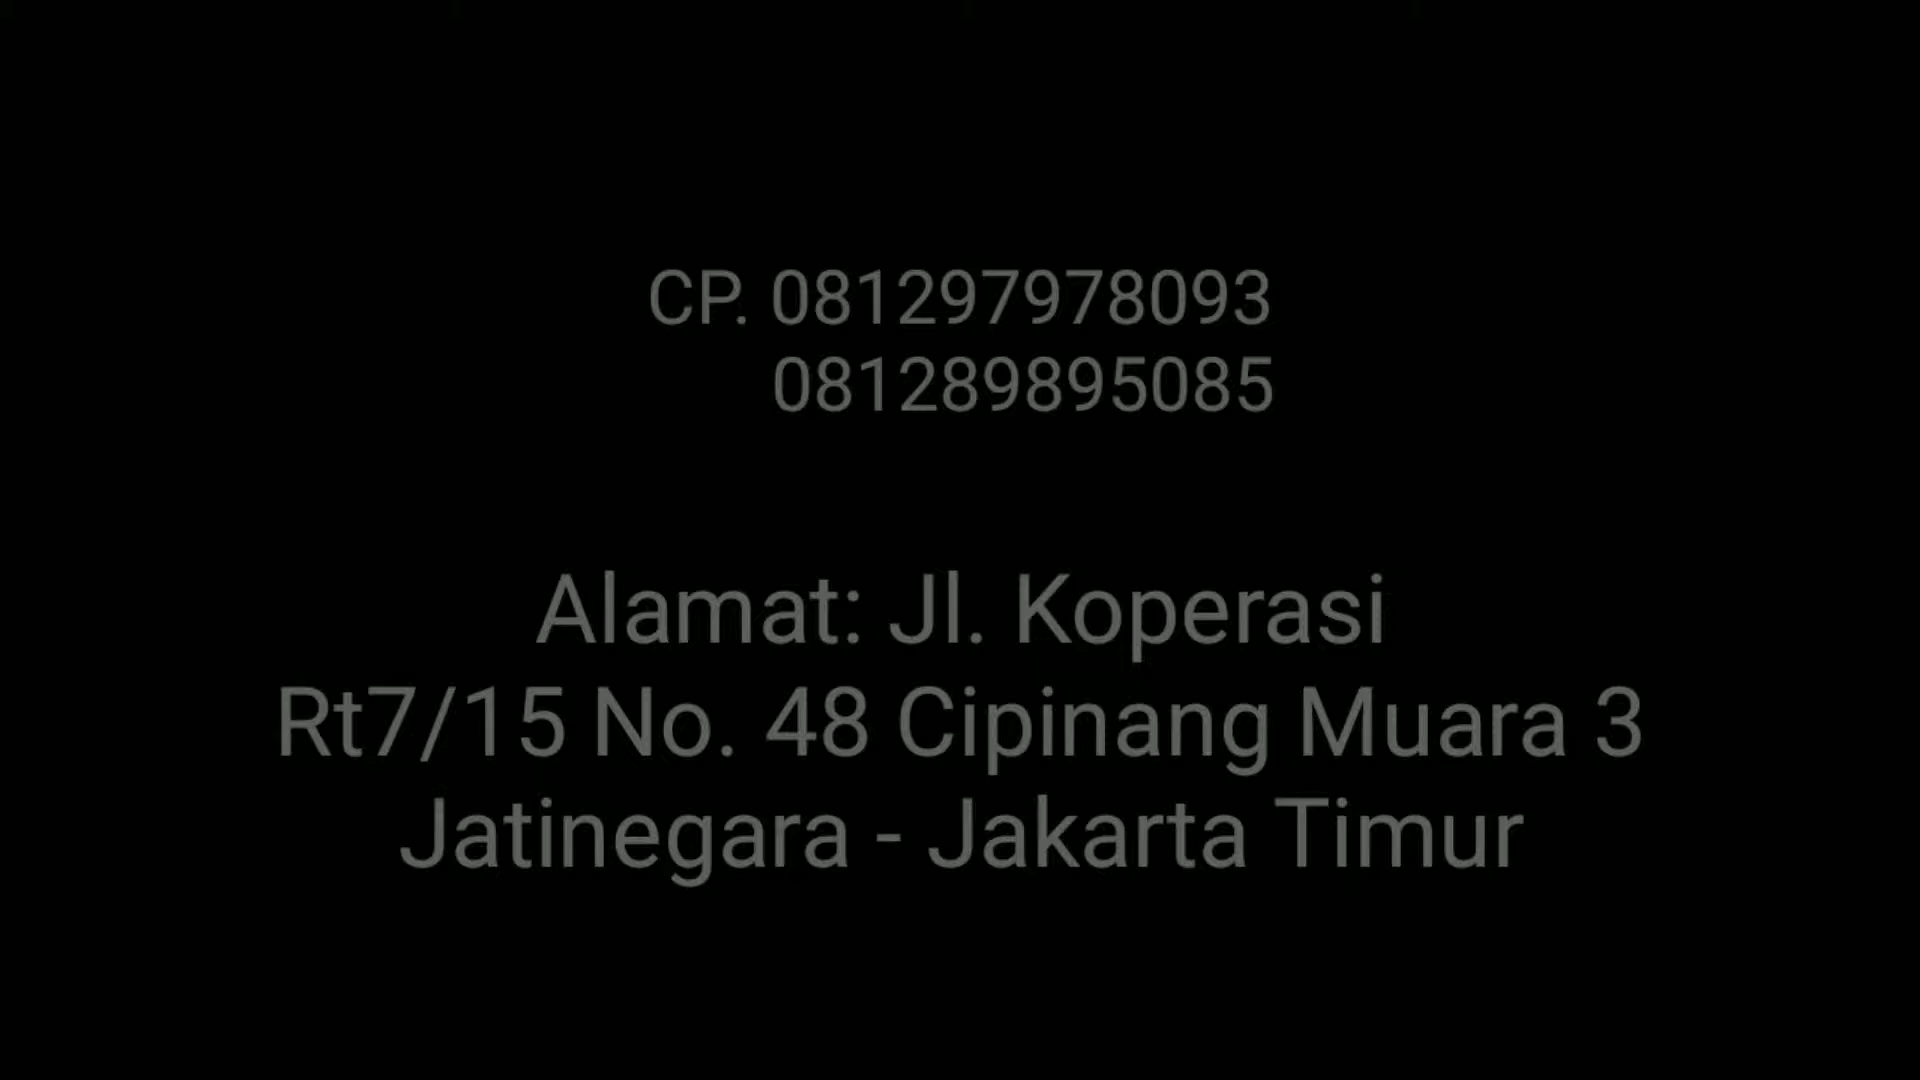 CP. 081297978093
081289895085
Alamat: Jl. Koperasi
Rt7/15 No. 48 Cipinang Muara 3
Jatinegara - Jakarta Timur